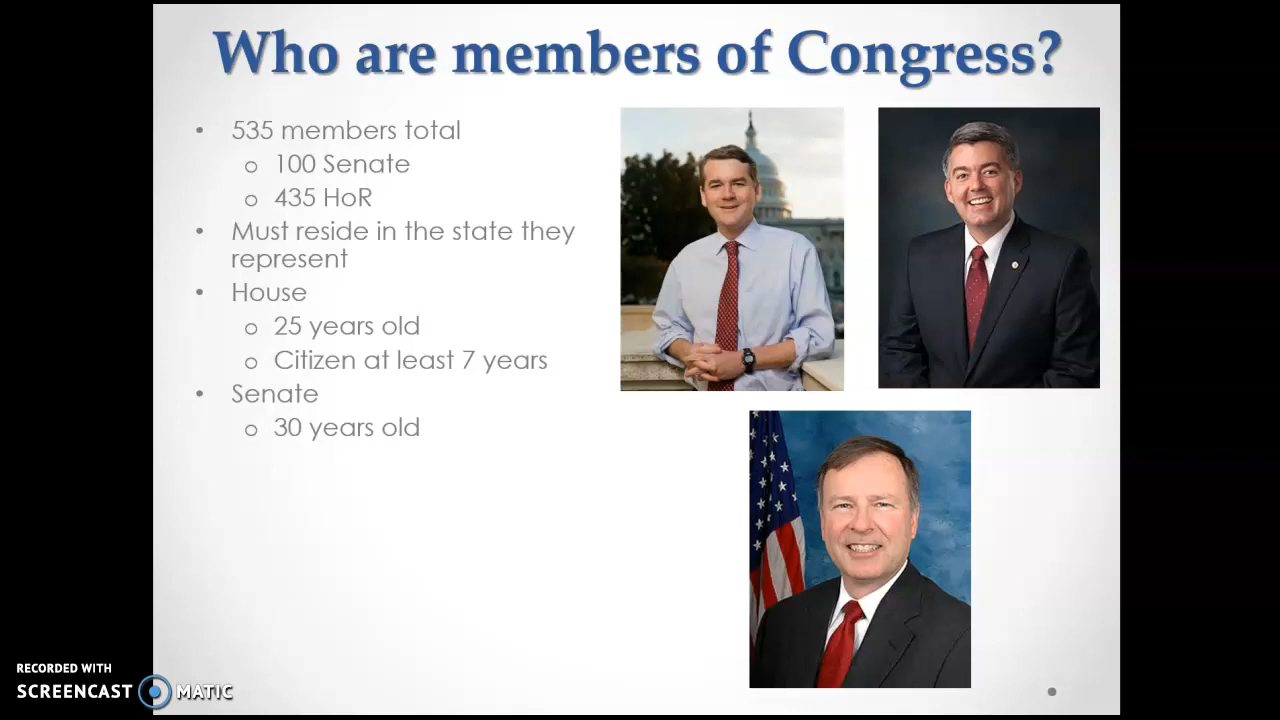 Who are members of Congress?
• 535 members total
o 100 Senate
o 435 HoR
• Must reside in the state they
represent
• House
o 25 years old
o Citizen at least 7 years
• Senate
o 30 years old
RECORDED WITH
SCREENCAST MATIC